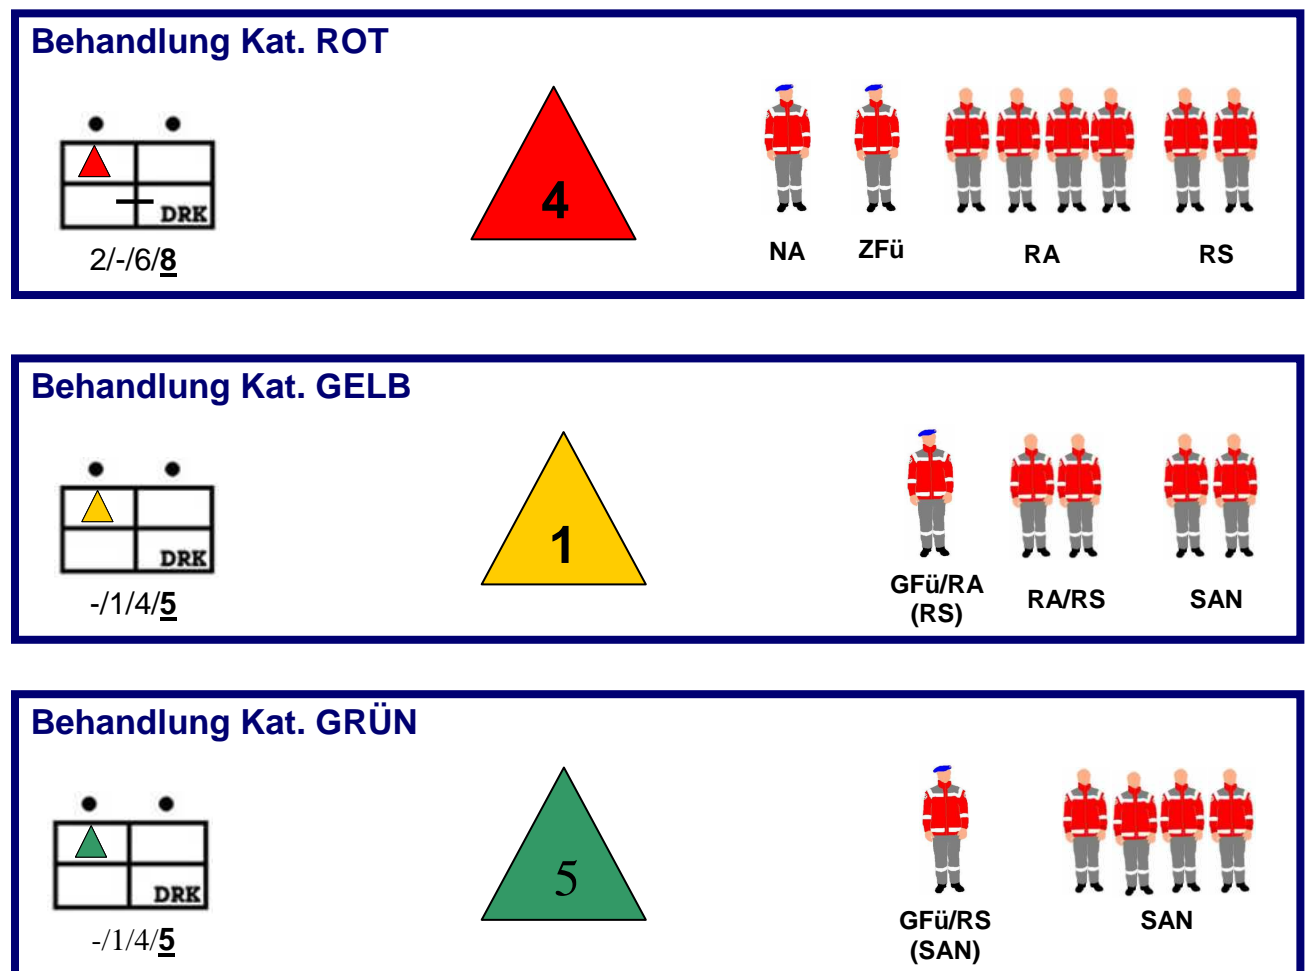 Behandlung Kat. ROT
DRK
2/-/6/8
4
NA
ZFü
RA
RS
Behandlung Kat. GELB
DRK
-/1/4/5
1
GFü/RA
(RS)
RA/RS
SAN
Behandlung Kat. GRÜN
DRK
-/1/4/5
5
GFü/RS
(SAN)
SAN